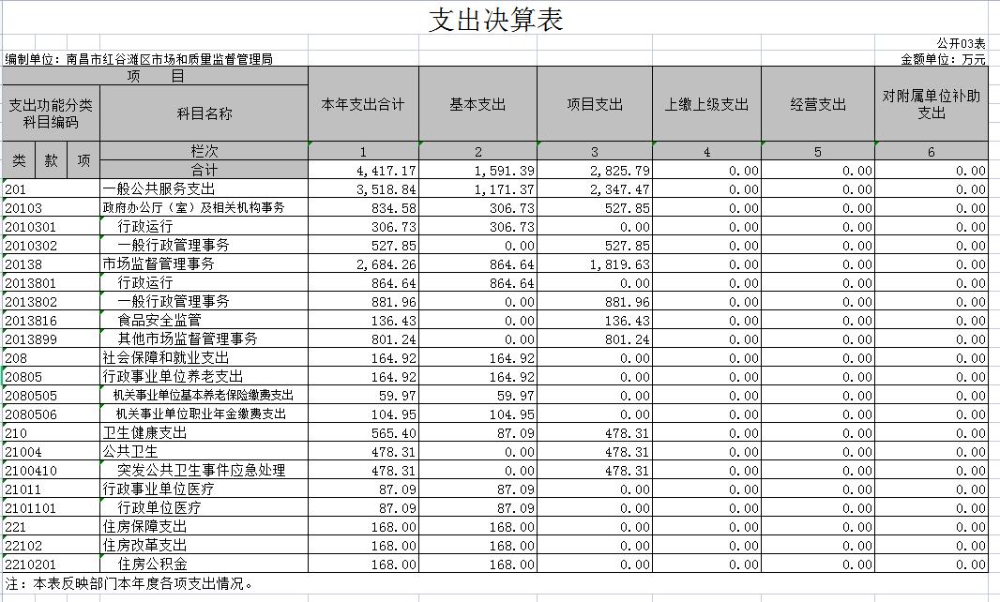 支出决算表
公开03表
编制单位：南昌市红谷滩区市场和质量监督管理局 金额单位：万元
项 目 本年支出合计 基本支出 项目支出 上缴上级支出 经营支出 对附属单位补助支出
支出功能分类科目编码 科目名称
类 款 项 栏次 1 2 3 4 5 6
合计 4,417.17 1,591.39 2,825.79 0.00 0.00 0.00
201 一般公共服务支出 3,518.84 1,171.37 2,347.47 0.00 0.00 0.00
20103 政府办公厅（室）及相关机构事务 834.58 306.73 527.85 0.00 0.00 0.00
2010301 行政运行 306.73 306.73 0.00 0.00 0.00 0.00
2010302 一般行政管理事务 527.85 0.00 527.85 0.00 0.00 0.00
20138 市场监督管理事务 2,684.26 864.64 1,819.63 0.00 0.00 0.00
2013801 行政运行 864.64 864.64 0.00 0.00 0.00 0.00
2013802 一般行政管理事务 881.96 0.00 881.96 0.00 0.00 0.00
2013816 食品安全监管 136.43 0.00 136.43 0.00 0.00 0.00
2013899 其他市场监督管理事务 801.24 0.00 801.24 0.00 0.00 0.00
208 社会保障和就业支出 164.92 164.92 0.00 0.00 0.00 0.00
20805 行政事业单位养老支出 164.92 164.92 0.00 0.00 0.00 0.00
2080505 机关事业单位基本养老保险缴费支出 59.97 59.97 0.00 0.00 0.00 0.00
2080506 机关事业单位职业年金缴费支出 104.95 104.95 0.00 0.00 0.00 0.00
210 卫生健康支出 565.40 87.09 478.31 0.00 0.00 0.00
21004 公共卫生 478.31 0.00 478.31 0.00 0.00 0.00
2100410 突发公共卫生事件应急处理 478.31 0.00 478.31 0.00 0.00 0.00
21011 行政事业单位医疗 87.09 87.09 0.00 0.00 0.00 0.00
2101101 行政单位医疗 87.09 87.09 0.00 0.00 0.00 0.00
221 住房保障支出 168.00 168.00 0.00 0.00 0.00 0.00
22102 住房改革支出 168.00 168.00 0.00 0.00 0.00 0.00
2210201 住房公积金 168.00 168.00 0.00 0.00 0.00 0.00
注：本表反映部门本年度各项支出情况。